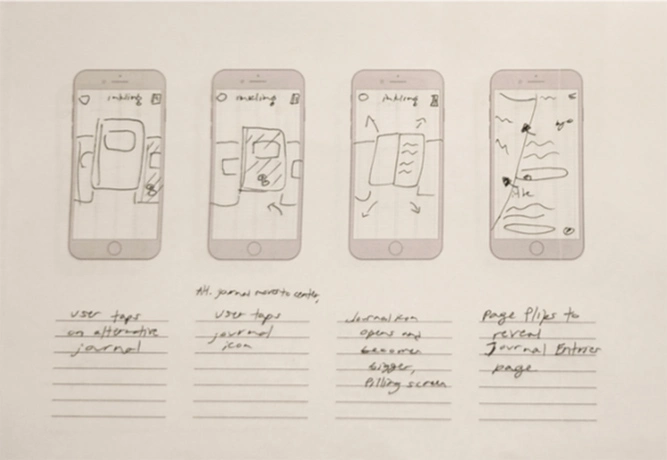 inkling
inkling
inkling
user taps
on alternative
journal
Alt. journal moves to center,
user taps
journal
icon
Journal icon
opens and
becomes
bigger,
filling screen
Page flips to
reveal
Journal Entries
page